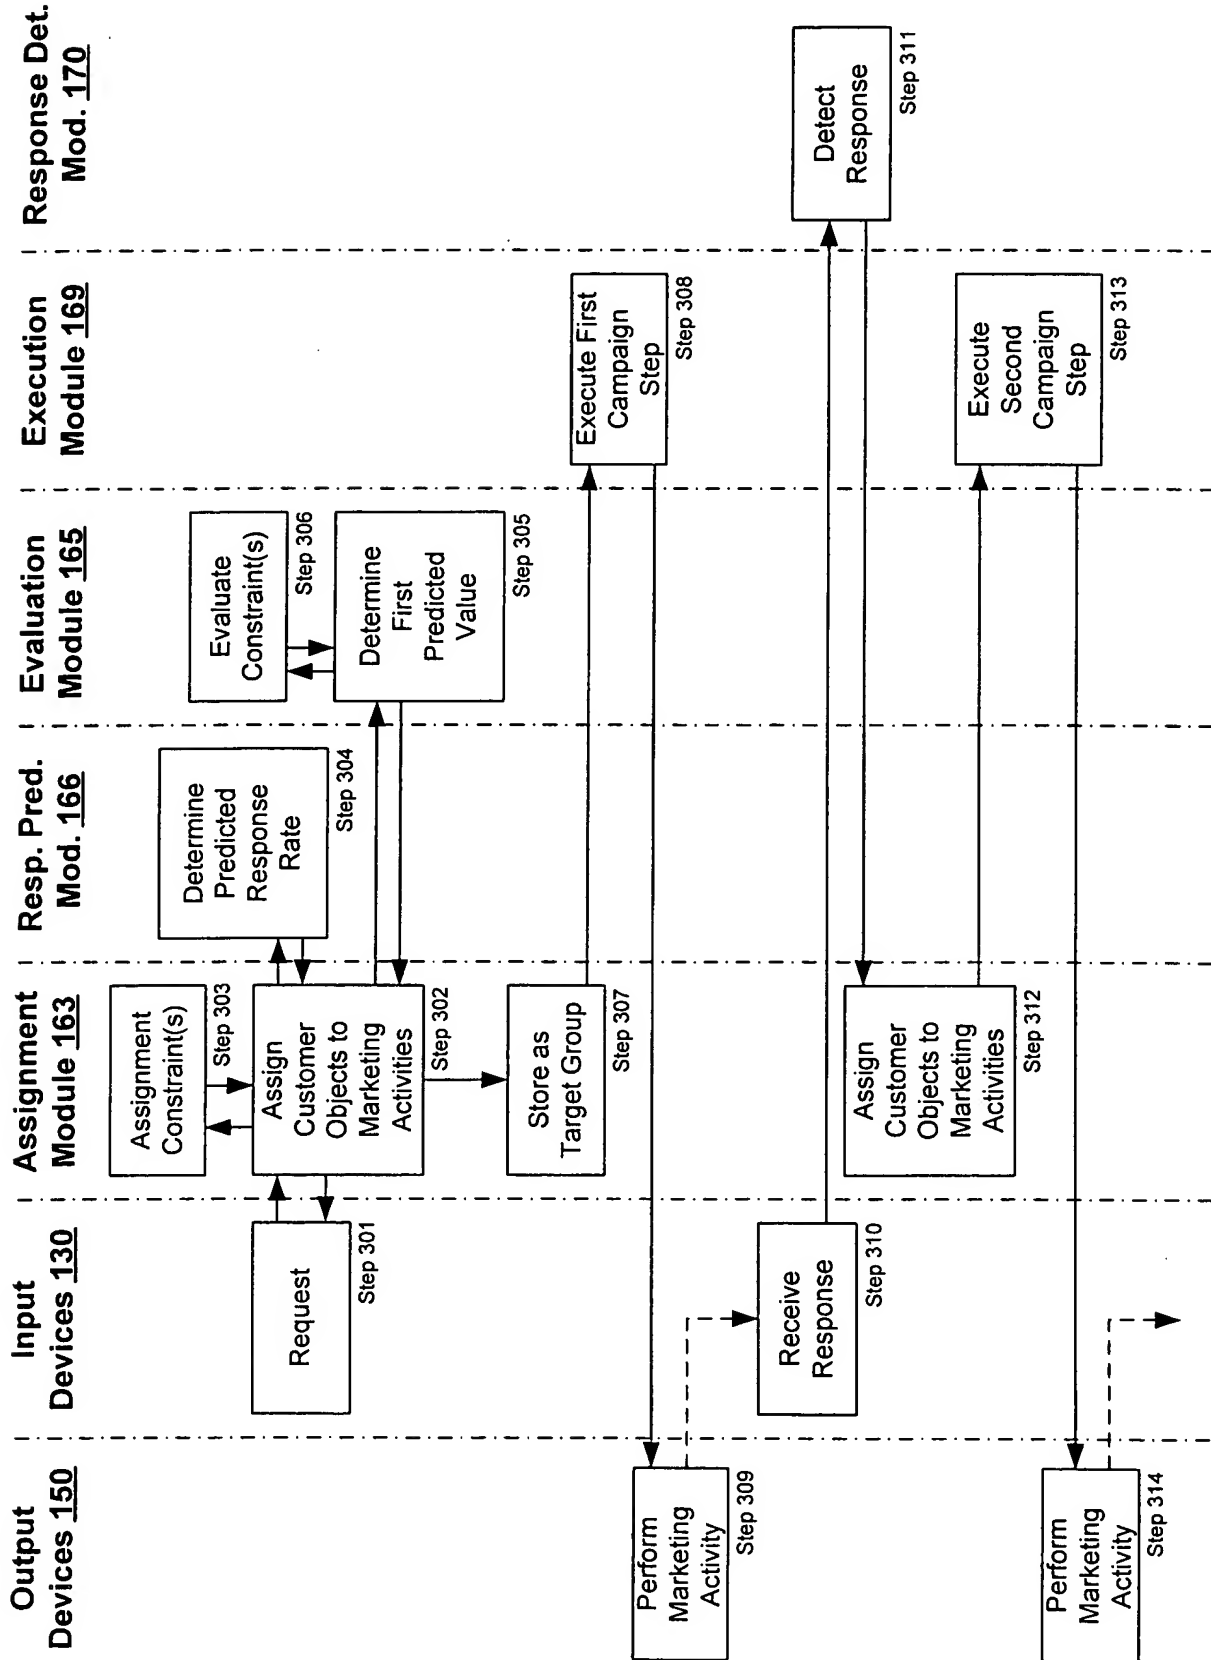 Output
Devices 150
Input
Devices 130
Assignment
Module 163
Resp. Pred.
Mod. 166
Evaluation
Module 165
Execution
Module 169
Response Det.
Mod. 170
Assignment
Constraint(s)
Step 303
Determine
Predicted
Response
Rate
Step 304
Evaluate
Constraint(s)
Step 306
Request
Step 301
Assign
Customer
Objects to
Marketing
Activities
Step 302
Determine
First
Predicted
Value
Step 305
Store as
Target Group
Step 307
Execute First
Campaign
Step
Step 308
Perform
Marketing
Activity
Step 309
Receive
Response
Step 310
Detect
Response
Step 311
Assign
Customer
Objects to
Marketing
Activities
Step 312
Execute
Second
Campaign
Step
Step 313
Perform
Marketing
Activity
Step 314